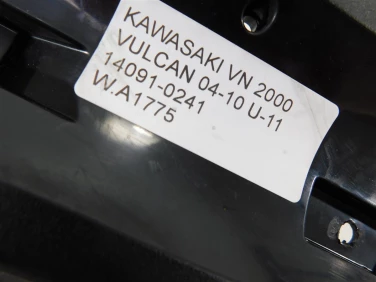 KAWASAKI VN 2000
VULCAN 04-10 U-11
14091-0241
W.A1775